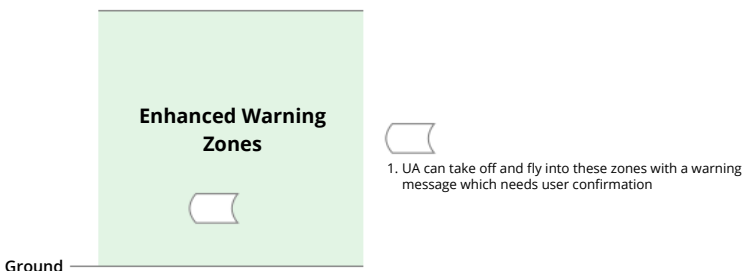 Enhanced Warning
Zones
1. UA can take off and fly into these zones with a warning
message which needs user confirmation
Ground